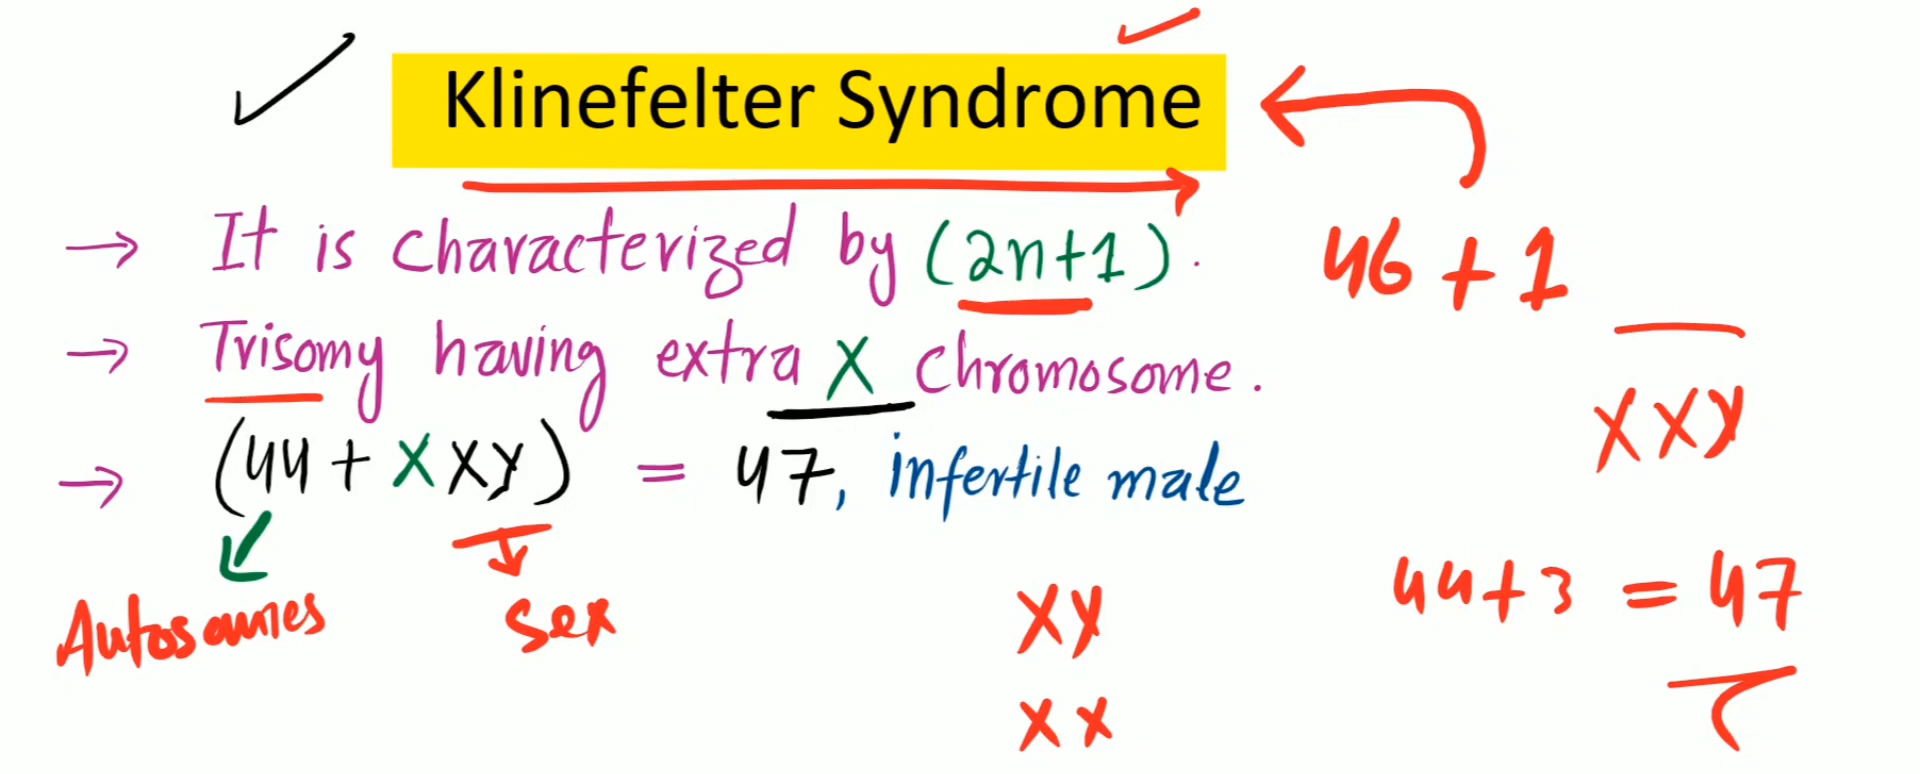 Klinefelter Syndrome
→ It is characterized by (2n+1).
46 + 1
→ Trisomy having extra X chromosome.
XXY
→ (44 + XXY) = 47, infertile male
44+3 = 47
Autosomes
Sex
XY
XX